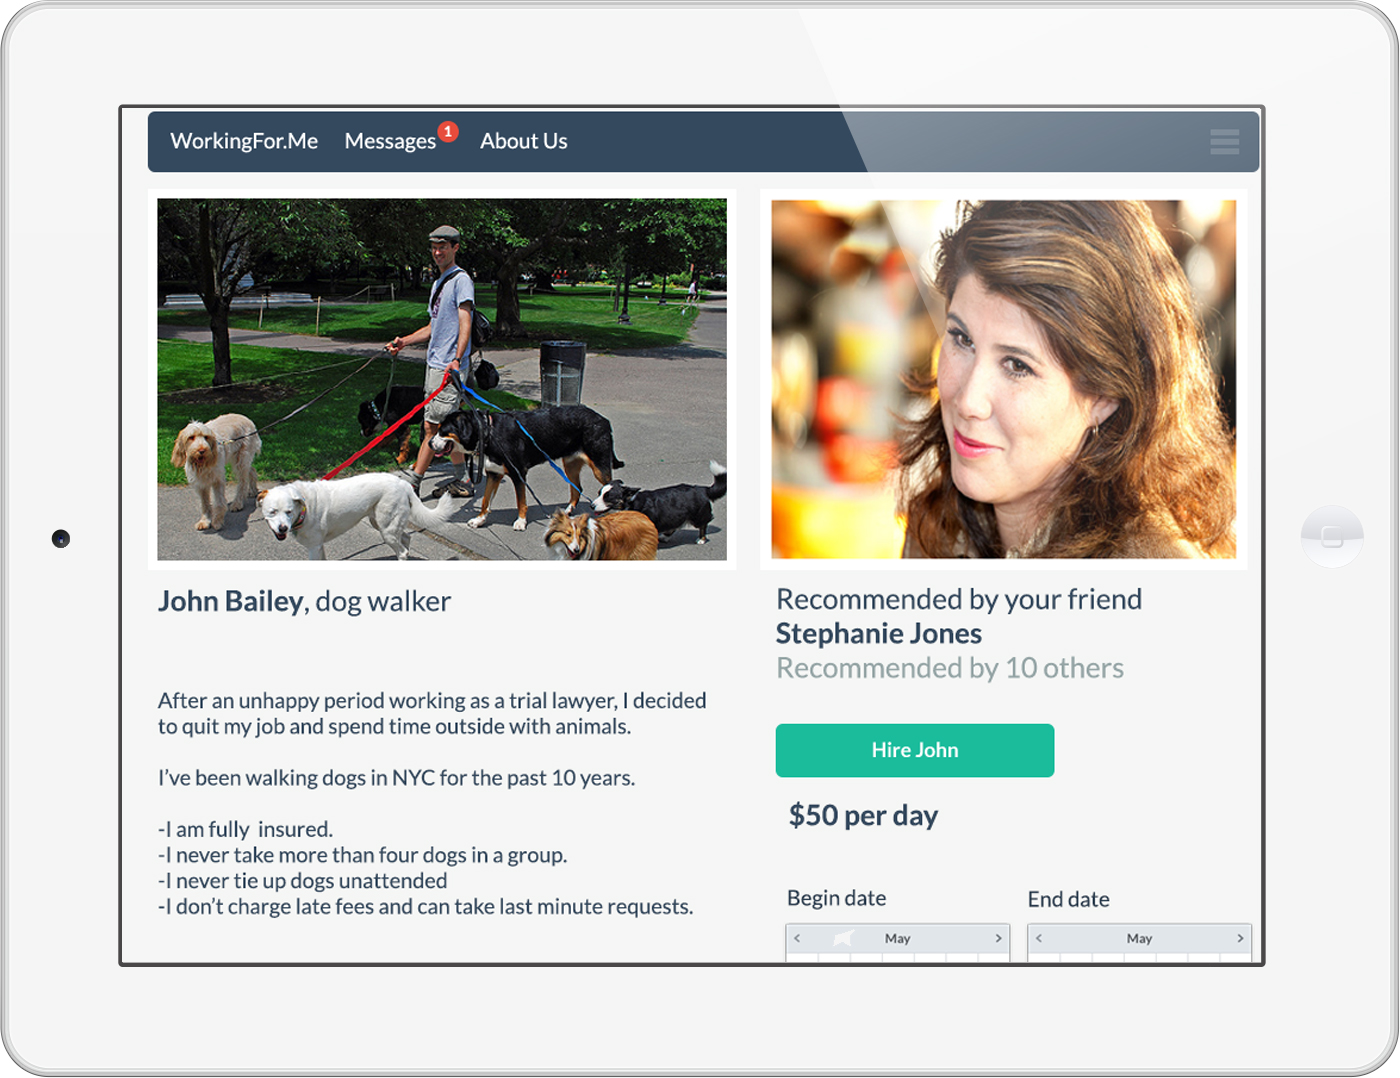 WorkingFor.Me Messages 1 About Us
John Bailey, dog walker
After an unhappy period working as a trial lawyer, I decided
to quit my job and spend time outside with animals.
I've been walking dogs in NYC for the past 10 years.
-I am fully  insured.
-I never take more than four dogs in a group.
-I never tie up dogs unattended
-I don't charge late fees and can take last minute requests.
Recommended by your friend
Stephanie Jones
Recommended by 10 others
Hire John
$50 per day
Begin date
End date
< May >
< May >